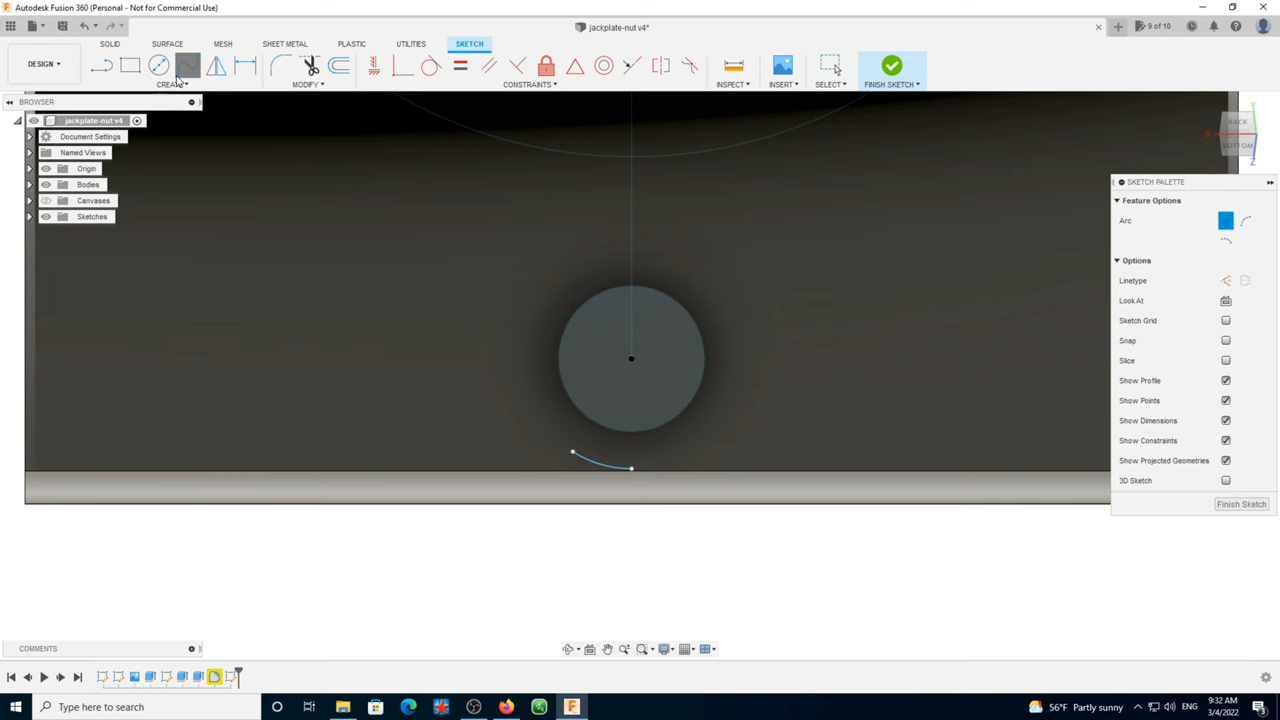 Autodesk Fusion 360 (Personal - Not for Commercial Use)
jackplate-nut v4*
9 of 10
DESIGN
SOLID
SURFACE
MESH
SHEET METAL
PLASTIC
UTILITIES
SKETCH
CREATE
MODIFY
CONSTRAINTS
INSPECT
INSERT
SELECT
FINISH SKETCH
BROWSER
jackplate-nut v4
Document Settings
Named Views
Origin
Bodies
Canvases
Sketches
BACK
BOTTOM
Z
SKETCH PALETTE
Feature Options
Arc
Options
Linetype
Look At
Sketch Grid
Snap
Slice
Show Profile
Show Points
Show Dimensions
Show Constraints
Show Projected Geometries
3D Sketch
Finish Sketch
COMMENTS
Type here to search
56°F Partly sunny
9:32 AM
3/4/2022
3